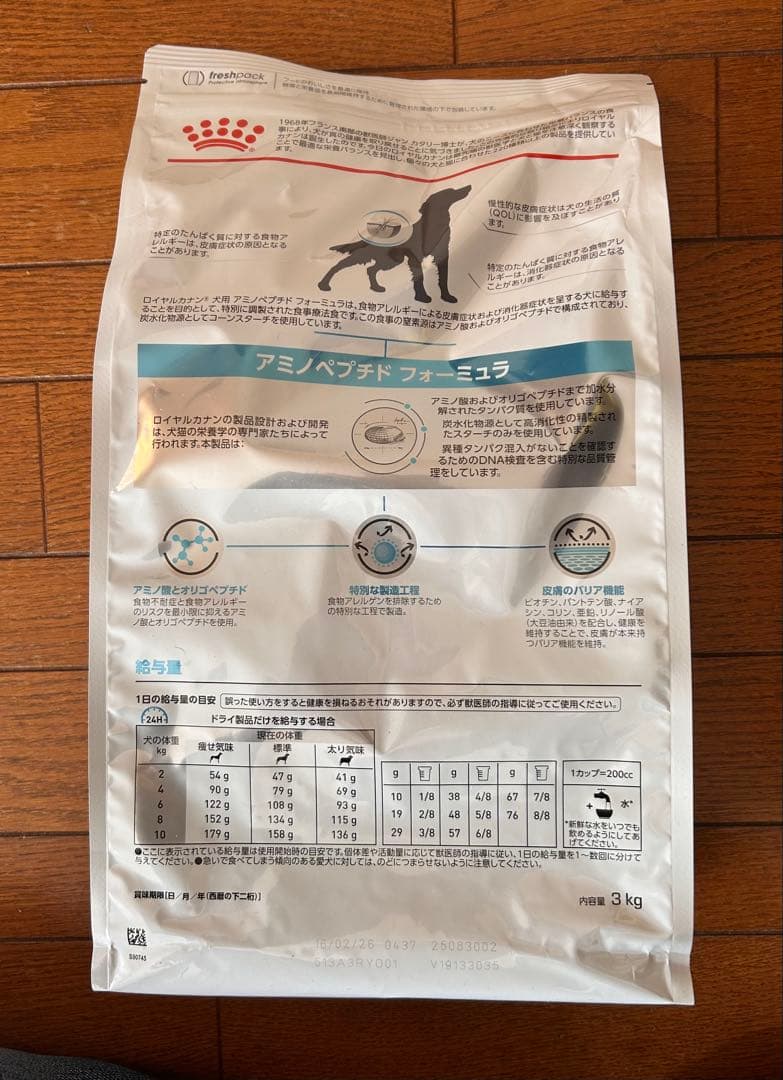 freshpack
Protective atmosphere
1968年フランス南部の獣医師ジャン カタリー博士が、犬の
特定のたんぱく質に対する食物ア
レルギーは、皮膚症状の原因となる
ことがあります。
慢性的な皮膚症状は犬の生活の質
(QOL)に影響を及ぼすことがあり
ます。
特定のたんぱく質に対する食物アレ
ルギーは、消化器症状の原因となる
ことがあります。
ロイヤルカナン® 犬用 アミノペプチド フォーミュラは、食物アレルギーによる皮膚症状および消化器症状を呈する犬に給与す
ることを目的として、特別に調製された食事療法食です。この食事の窒素源はアミノ酸およびオリゴペプチドで構成されており、
炭水化物源としてコーンスターチを使用しています。
アミノペプチド フォーミュラ
ロイヤルカナンの製品設計および開発
は、犬猫の栄養学の専門家たちによって
行われます。本製品は:
アミノ酸およびオリゴペプチドまで加水分
解されたタンパク質を使用しています。
炭水化物源として高消化性の精製され
たスターチのみを使用しています。
異種タンパク混入がないことを確認す
るためのDNA検査を含む特別な品質管
理をしています。
アミノ酸とオリゴペプチド
食物不耐症と食物アレルギー
のリスクを最小限に抑えるアミ
ノ酸とオリゴペプチドを使用。
特別な製造工程
食物アレルゲンを排除するため
の特別な工程で製造。
皮膚のバリア機能
ビオチン、パントテン酸、ナイア
シン、コリン、亜鉛、リノール酸
(大豆油由来)を配合し、健康を
維持することで、皮膚が本来持
つバリア機能を維持。
給与量
1日の給与量の目安 誤った使い方をすると健康を損ねるおそれがありますので、必ず獣医師の指導に従ってご使用ください。
24H ドライ製品だけを給与する場合
犬の体重 kg 現在の体重
痩せ気味 標準 太り気味
2 54 g 47 g 41 g
4 90 g 79 g 69 g
6 122 g 108 g 93 g
8 152 g 134 g 115 g
10 179 g 158 g 136 g
g g g
10 1/8 38 4/8 67 7/8
19 2/8 48 5/8 76 8/8
29 3/8 57 6/8
1カップ=200cc
+ 水*
*新鮮な水をいつでも
飲めるようにしてあ
げてください。
●ここに表示されている給与量は使用開始時の目安です。個体差や活動量に応じて獣医師の指導に従い、1日の給与量を1~数回に分けて
与えてください。●急いで食べてしまう傾向のある愛犬に対しては、のどにつまらせないように注意してください。
賞味期限[日/月/年(西暦の下二桁)]
内容量 3 kg
S90745
16/02/26 0437 25083002
613A3RY001 V19133035